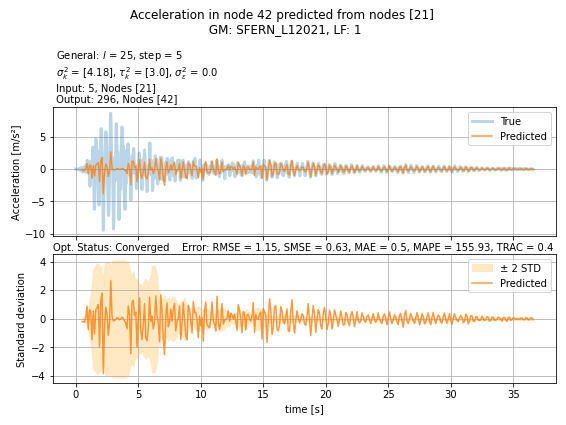 Acceleration in node 42 predicted from nodes [21]
GM: SFERN_L12021, LF: 1
General: l = 25, step = 5
σ²ₖ = [4.18], τ²ₖ = [3.0], σ²ε = 0.0
Input: 5, Nodes [21]
Output: 296, Nodes [42]
True
Predicted
Acceleration [m/s²]
5
0
−5
−10
Opt. Status: Converged Error: RMSE = 1.15, SMSE = 0.63, MAE = 0.5, MAPE = 155.93, TRAC = 0.4
± 2 STD
Predicted
Standard deviation
4
2
0
−2
−4
0 5 10 15 20 25 30 35
time [s]